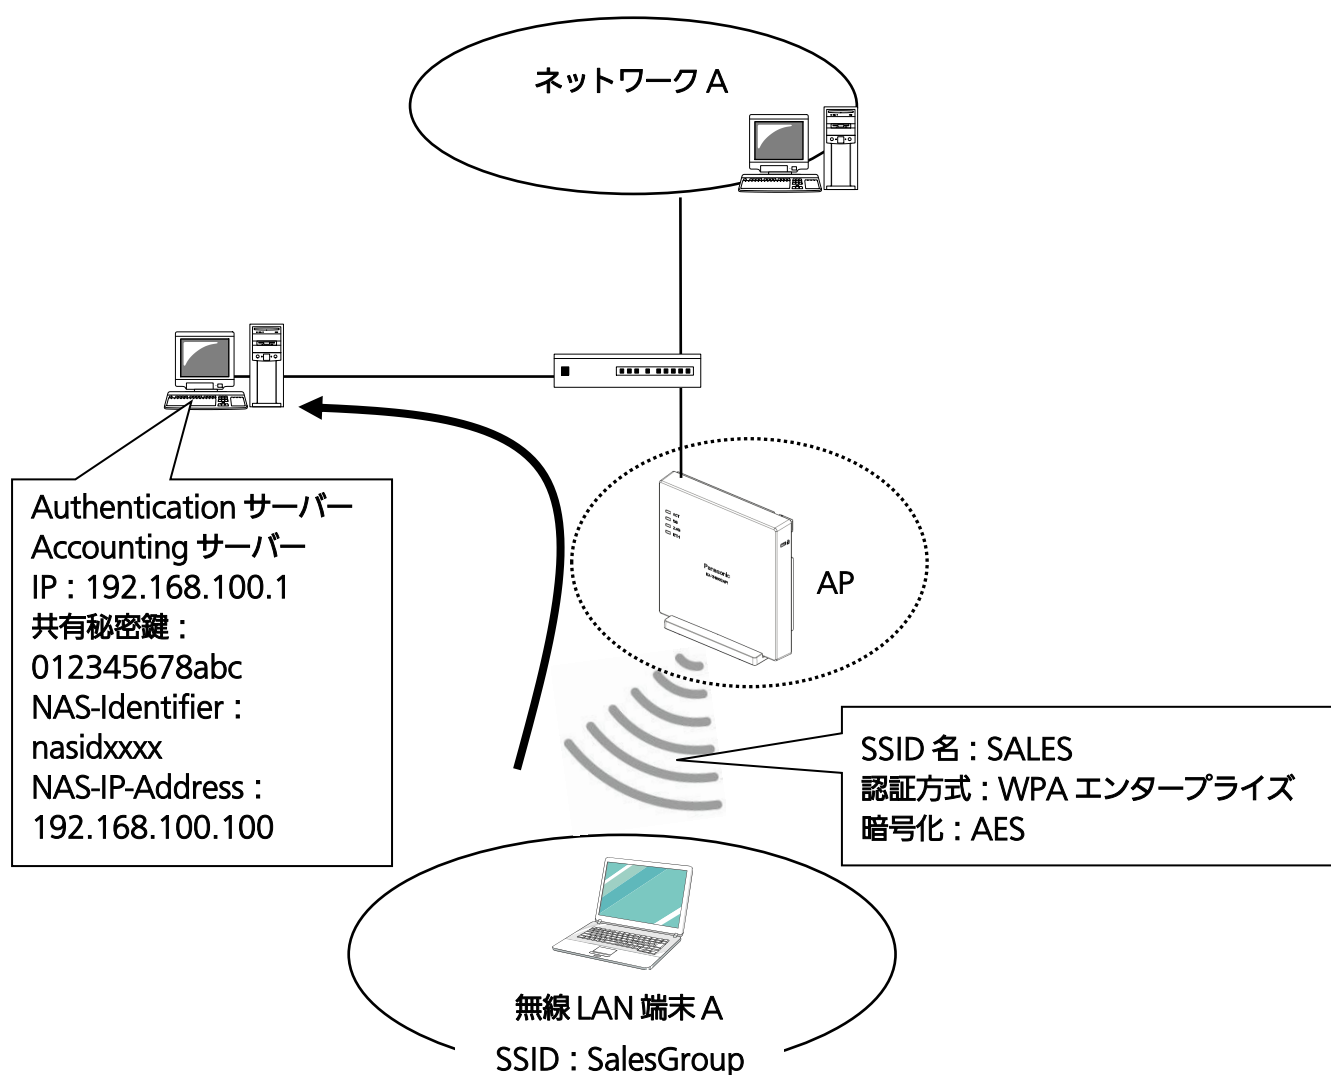 ネットワーク A
Authentication サーバー
Accounting サーバー
IP : 192.168.100.1
共有秘密鍵 :
012345678abc
NAS-Identifier :
nasidxxxx
NAS-IP-Address :
192.168.100.100
Panasonic
AP
SSID 名 : SALES
認証方式 : WPA エンタープライズ
暗号化 : AES
無線 LAN 端末 A
SSID : SalesGroup